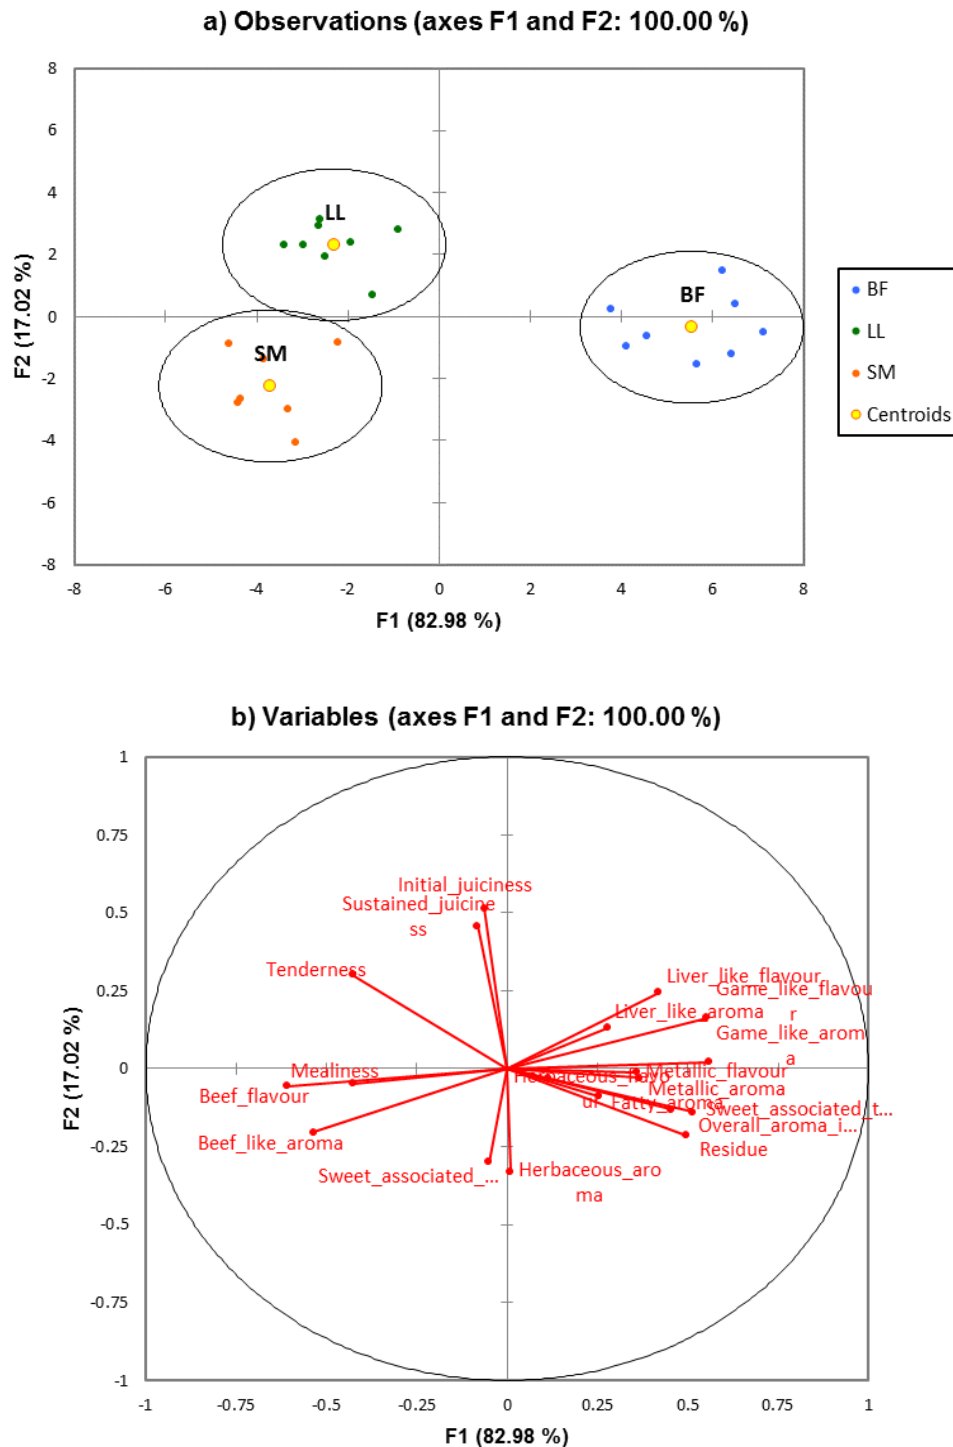 a) Observations (axes F1 and F2: 100.00 %)
8
6
4
2
0
-2
-4
-6
-8
F2 (17.02 %)
LL
BF
SM
-8
-6
-4
-2
0
2
4
6
8
F1 (82.98 %)
BF
LL
SM
Centroids
b) Variables (axes F1 and F2: 100.00 %)
1
0.75
0.5
0.25
0
-0.25
-0.5
-0.75
-1
F2 (17.02 %)
Initial_juiciness
Sustained_juicine
ss
Tenderness
Liver_like_flavour
Game_like_flavou
r
Liver_like_aroma
Game_like_arom
a
Mealiness
Metallic_flavour
Herbaceous_flavo
ur
Metallic_aroma
Beef_flavour
Fatty_aroma
Sweet_associated_t...
Overall_aroma_i...
Beef_like_aroma
Residue
Sweet_associated_...
Herbaceous_aro
ma
-1
-0.75
-0.5
-0.25
0
0.25
0.5
0.75
1
F1 (82.98 %)